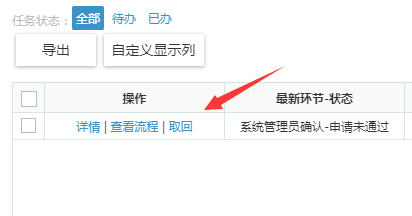 任务状态： 全部 待办 已办
导出 自定义显示列
操作 最新环节-状态
详情 | 查看流程 | 取回 系统管理员确认-申请未通过